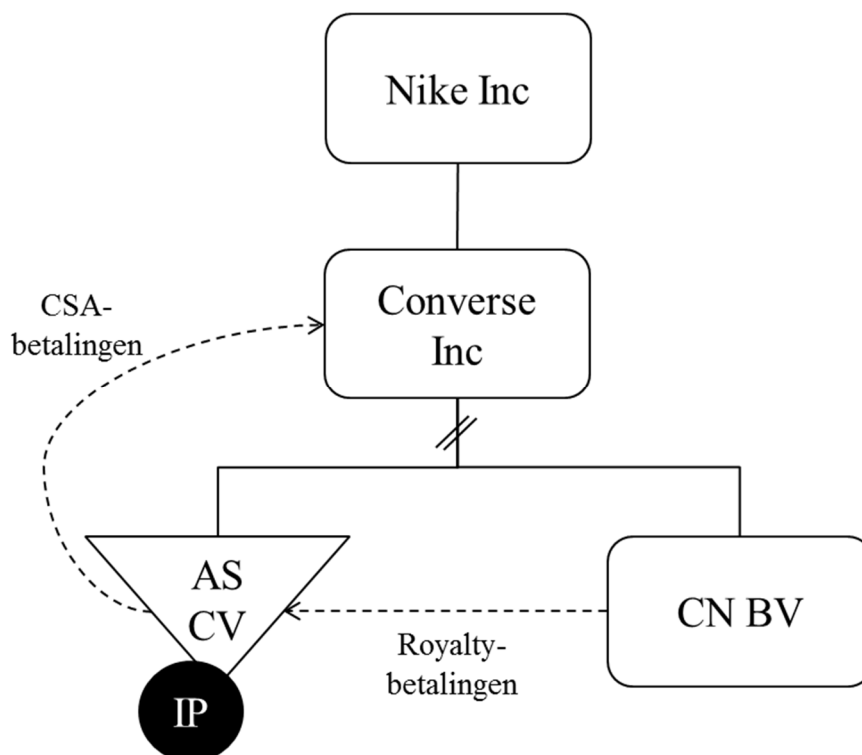 Nike Inc
Converse
Inc
CSA-
betalingen
AS
CV
CN BV
Royalty-
betalingen
IP